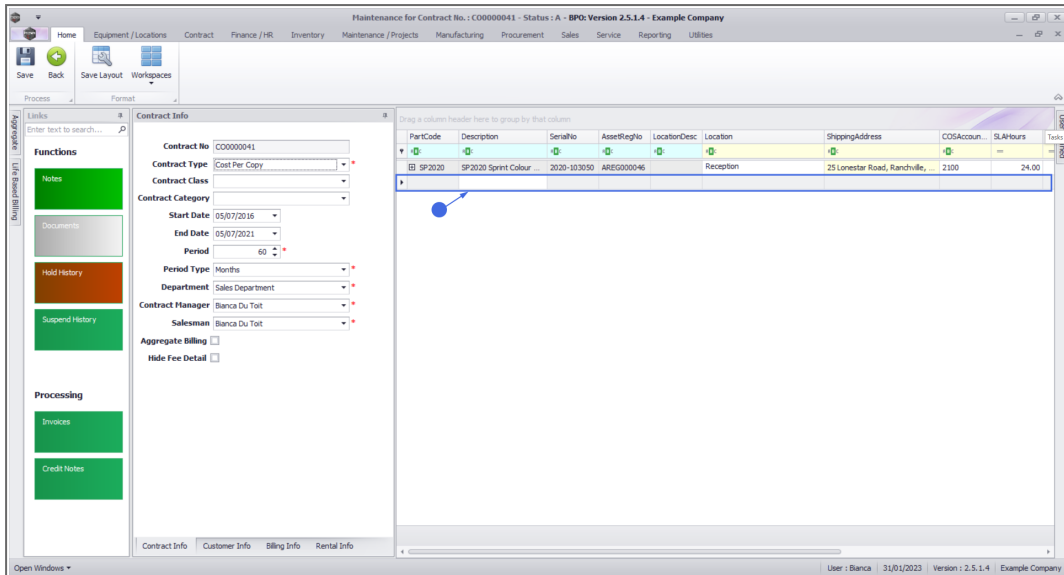 Maintenance for Contract No. : CO0000041 - Status : A - BPO: Version 2.5.1.4 - Example Company
Home Equipment / Locations Contract Finance / HR Inventory Maintenance / Projects Manufacturing Procurement Sales Service Reporting Utilities
Save Back Save Layout Workspaces
Process Format
Links
Enter text to search...
Functions
Notes
Documents
Hold History
Suspend History
Processing
Invoices
Credit Notes
Aggregate
Life Based Billing
Contract Info
Contract No CO0000041
Contract Type Cost Per Copy *
Contract Class
Contract Category
Start Date 05/07/2016
End Date 05/07/2021
Period 60 *
Period Type Months *
Department Sales Department *
Contract Manager Bianca Du Toit *
Salesman Bianca Du Toit *
Aggregate Billing
Hide Fee Detail
Contract Info Customer Info Billing Info Rental Info
Drag a column header here to group by that column
PartCode Description SerialNo AssetRegNo LocationDesc Location ShippingAddress COSAccoun... SLAHours
SP2020 SP2020 Sprint Colour ... 2020-103050 AREG000046 Reception 25 Lonestar Road, Ranchville, ... 2100 24.00
Tasks
Open Windows
User : Bianca 31/01/2023 Version : 2.5.1.4 Example Company